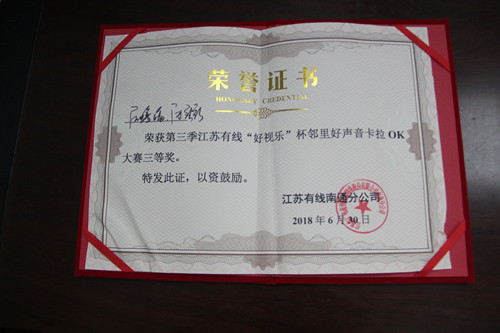 荣誉证书
HONORARY CREDENTIAL
荣获第三季江苏有线“好视乐”杯邻里好声音卡拉OK
大赛三等奖。
特发此证，以资鼓励。
江苏有线南通分公司
2018年6月30日